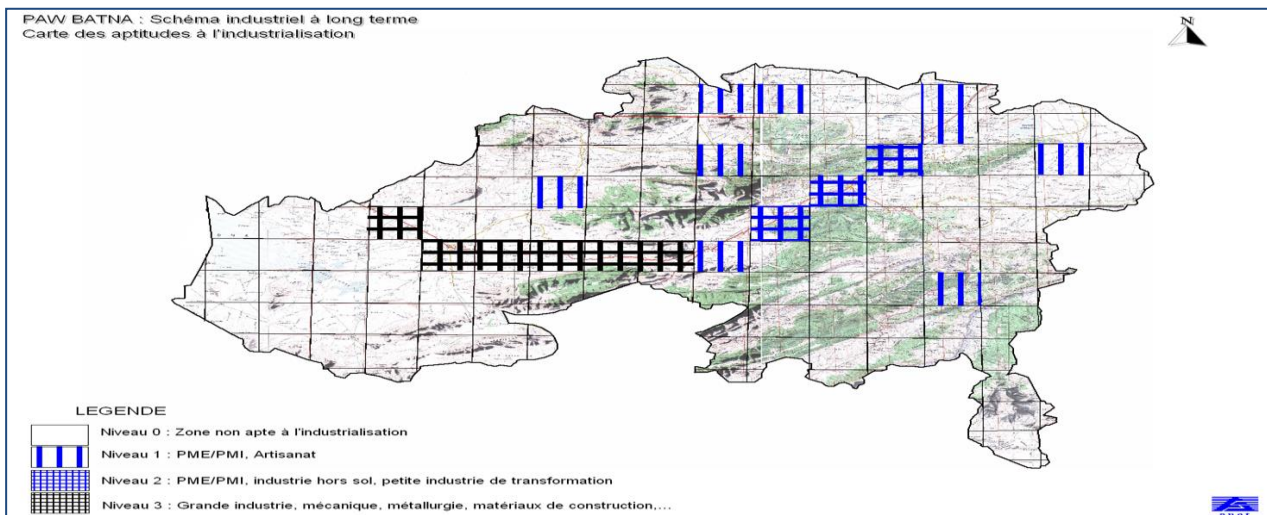 PAW BATNA : Schéma industriel à long terme
Carte des aptitudes à l'industrialisation
N
LEGENDE
Niveau 0 : Zone non apte à l'industrialisation
Niveau 1 : PME/PMI, Artisanat
Niveau 2 : PME/PMI, industrie hors sol, petite industrie de transformation
Niveau 3 : Grande industrie, mécanique, métallurgie, matériaux de construction,...